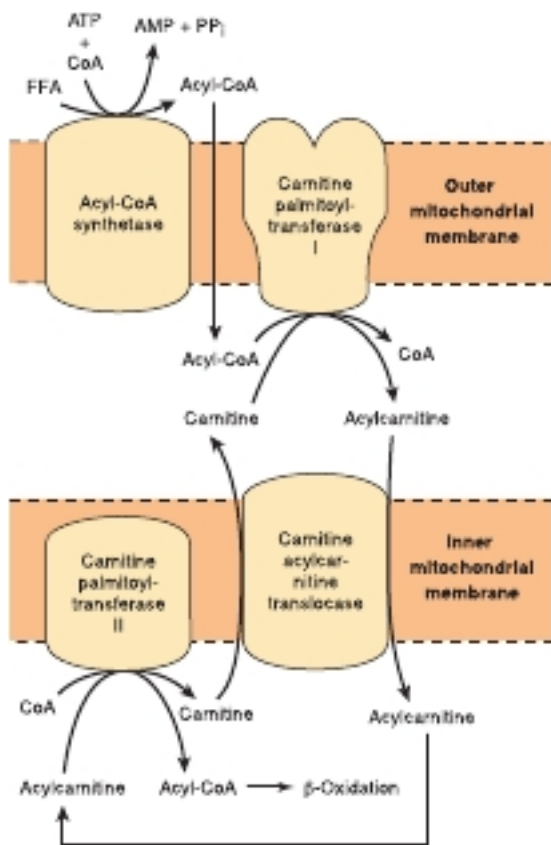 ATP
+
CoA
AMP + PPi
FFA
Acyl-CoA
Acyl-CoA
synthetase
Carnitine
palmitoyl-
transferase
I
Outer
mitochondrial
membrane
Acyl-CoA
CoA
Carnitine
Acylcarnitine
Carnitine
palmitoyl-
transferase
II
Carnitine
acylcar-
nitine
translocase
Inner
mitochondrial
membrane
CoA
Carnitine
Acylcarnitine
Acylcarnitine
Acyl-CoA
β-Oxidation